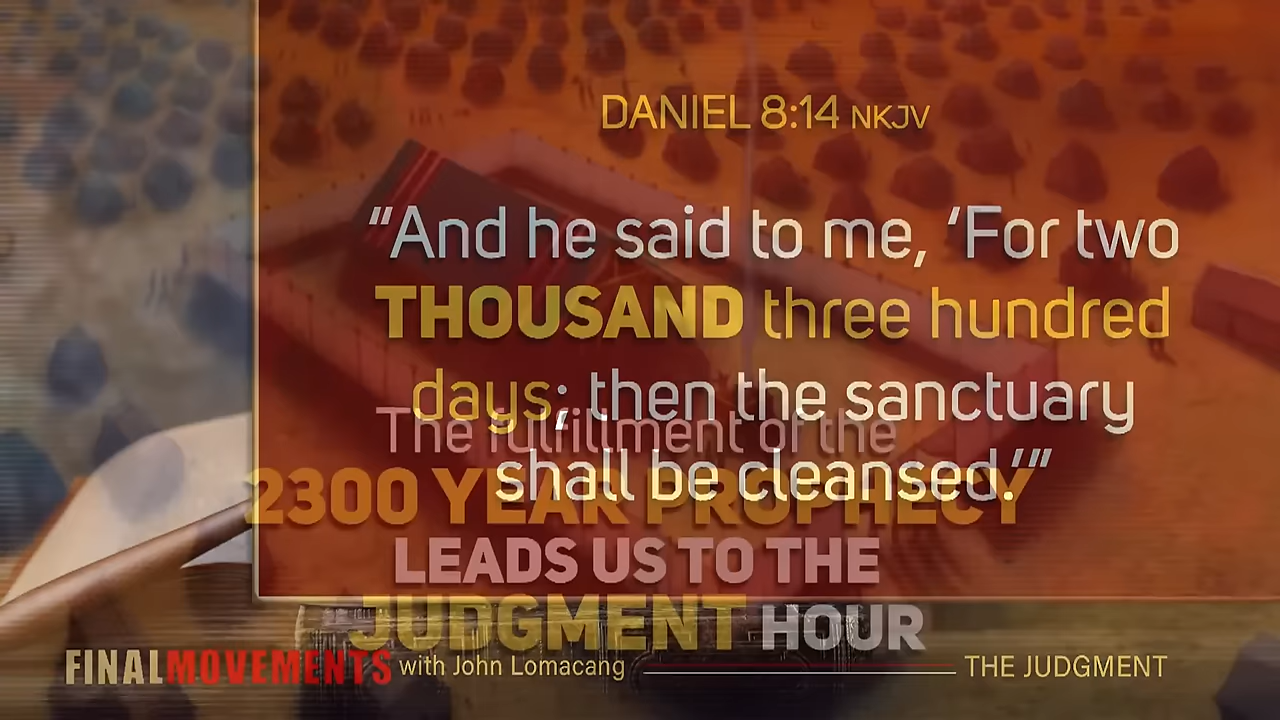 DANIEL 8:14 NKJV
“And he said to me, ‘For two
THOUSAND three hundred
days; then the sanctuary
shall be cleansed.’”
The fulfillment of the
2300 YEAR PROPHECY
LEADS US TO THE
JUDGMENT HOUR
FINALMOVEMENTS with John Lomacang THE JUDGMENT